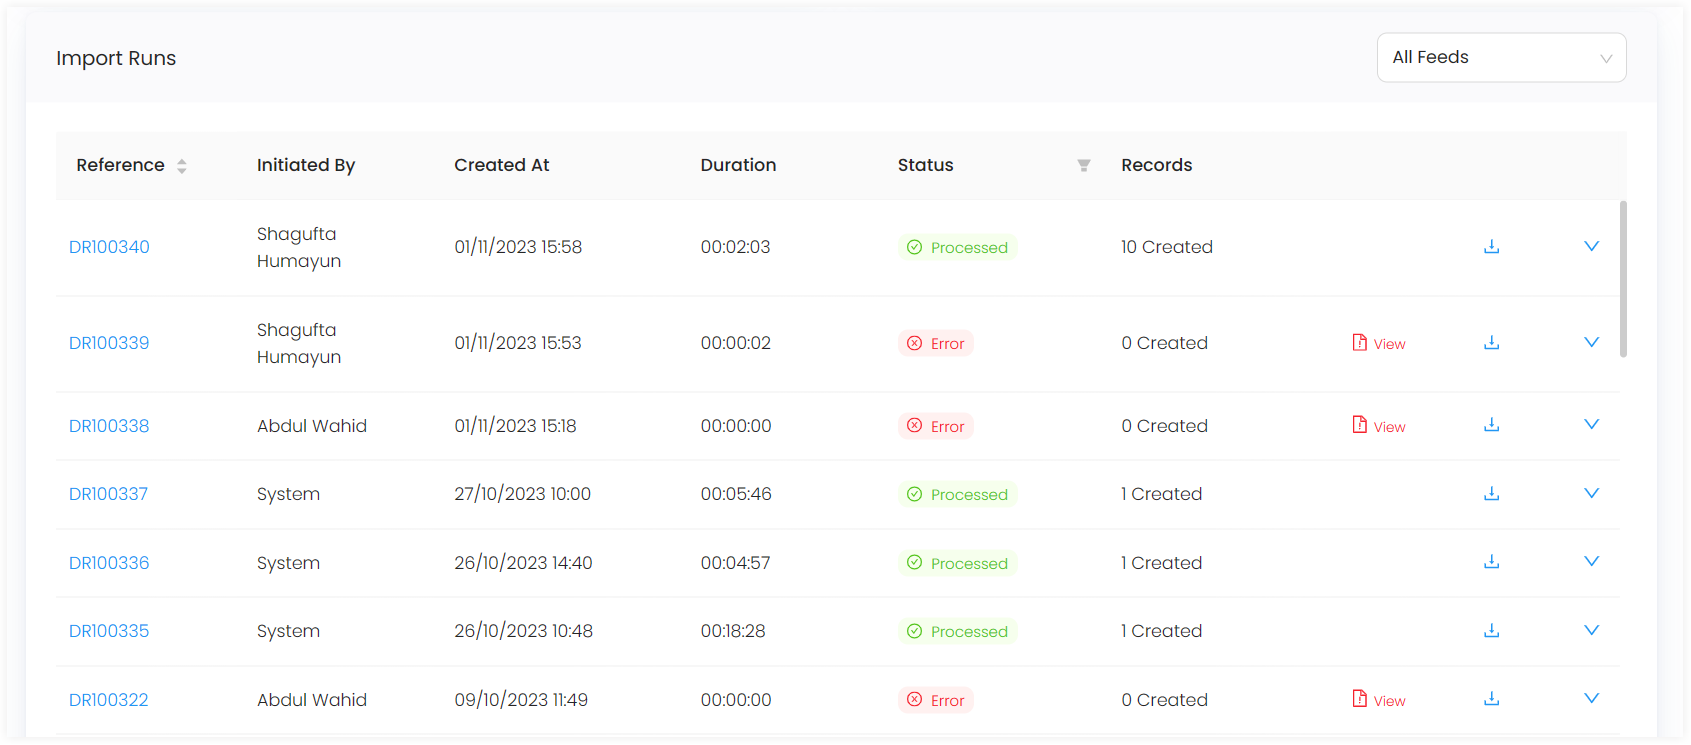 Import Runs
All Feeds
Reference Initiated By Created At Duration Status Records
DR100340 Shagufta Humayun 01/11/2023 15:58 00:02:03 Processed 10 Created
DR100339 Shagufta Humayun 01/11/2023 15:53 00:00:02 Error 0 Created View
DR100338 Abdul Wahid 01/11/2023 15:18 00:00:00 Error 0 Created View
DR100337 System 27/10/2023 10:00 00:05:46 Processed 1 Created
DR100336 System 26/10/2023 14:40 00:04:57 Processed 1 Created
DR100335 System 26/10/2023 10:48 00:18:28 Processed 1 Created
DR100322 Abdul Wahid 09/10/2023 11:49 00:00:00 Error 0 Created View